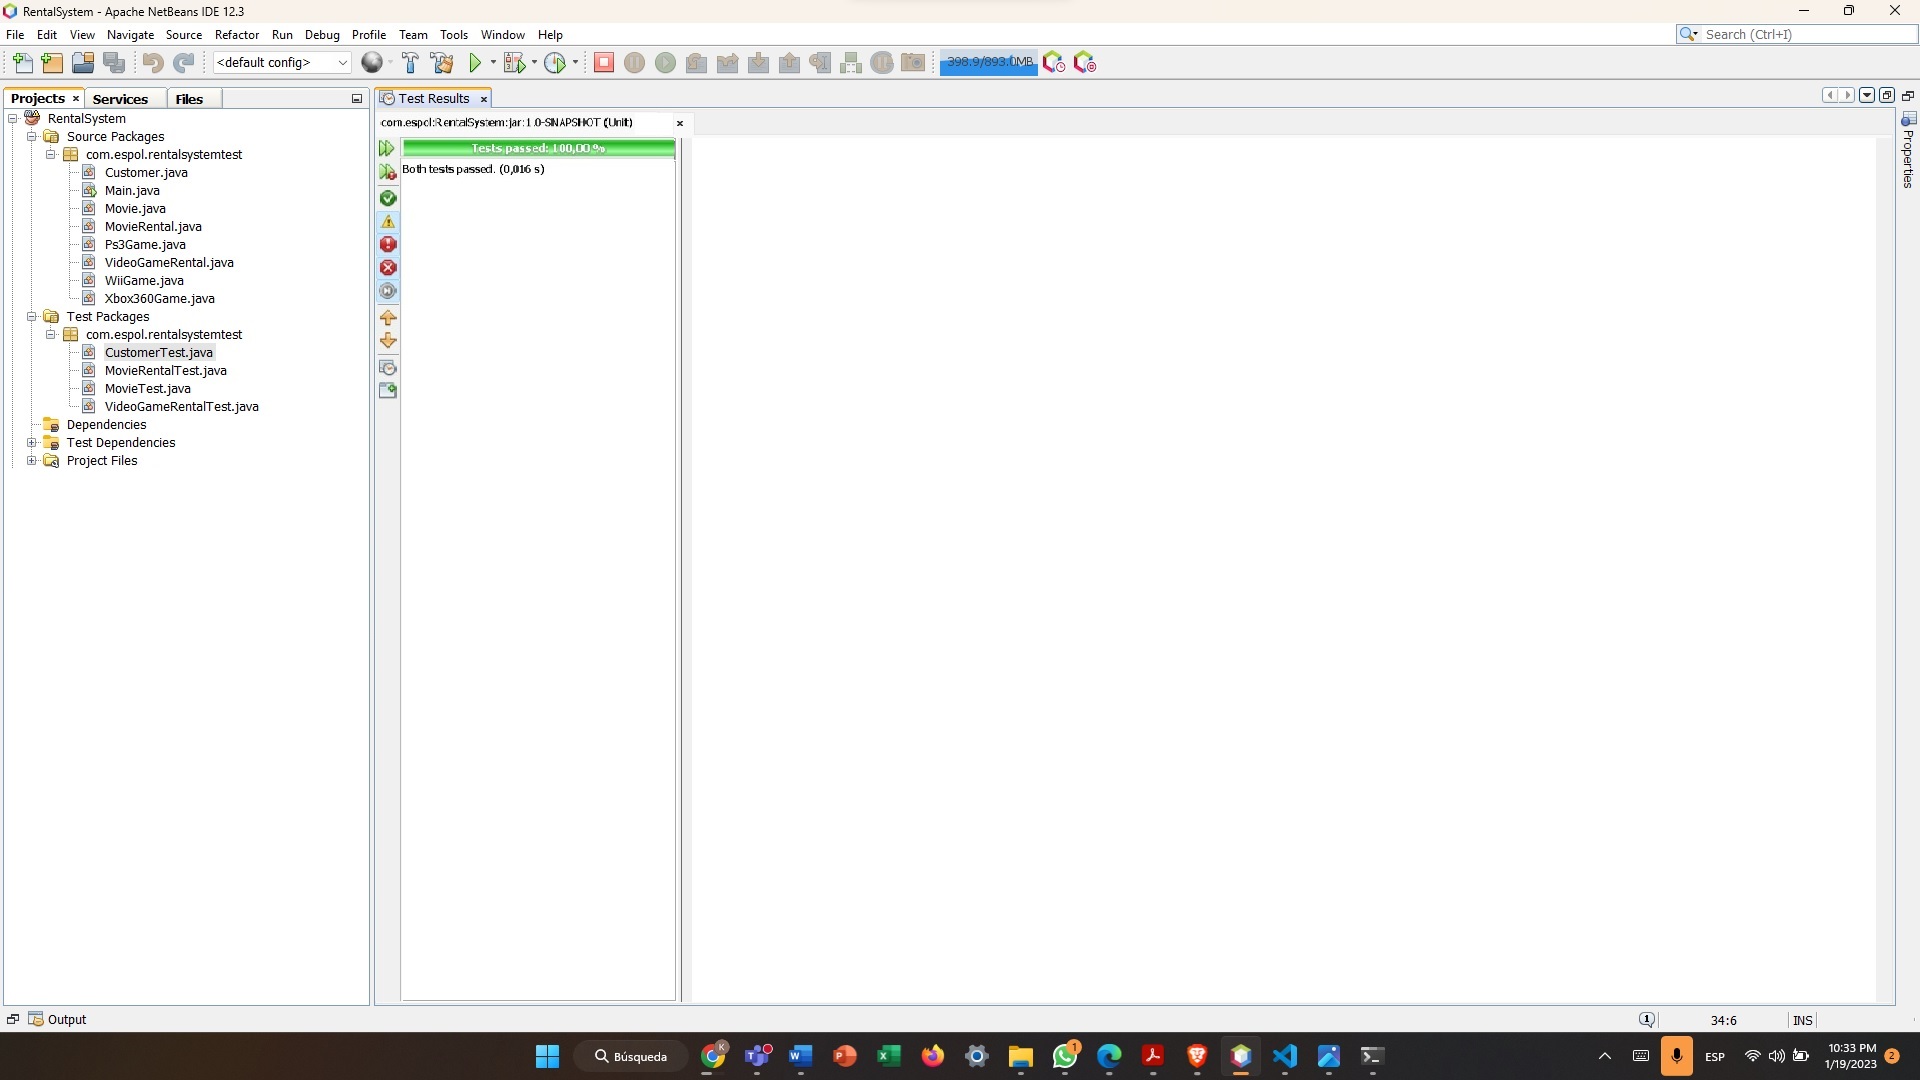 RentalSystem - Apache NetBeans IDE 12.3
File Edit View Navigate Source Refactor Run Debug Profile Team Tools Window Help
Search (Ctrl+I)
<default config>
398.9/893.0MB
Projects Services Files
Test Results
Properties
com.espol:RentalSystem:jar:1.0-SNAPSHOT (Unit)
Tests passed: 100,00 %
Both tests passed. (0,016 s)
RentalSystem
Source Packages
com.espol.rentalsystemtest
Customer.java
Main.java
Movie.java
MovieRental.java
Ps3Game.java
VideoGameRental.java
WiiGame.java
Xbox360Game.java
Test Packages
com.espol.rentalsystemtest
CustomerTest.java
MovieRentalTest.java
MovieTest.java
VideoGameRentalTest.java
Dependencies
Test Dependencies
Project Files
Output
1
34:6
INS
Búsqueda
K
1
ESP
10:33 PM
1/19/2023
2